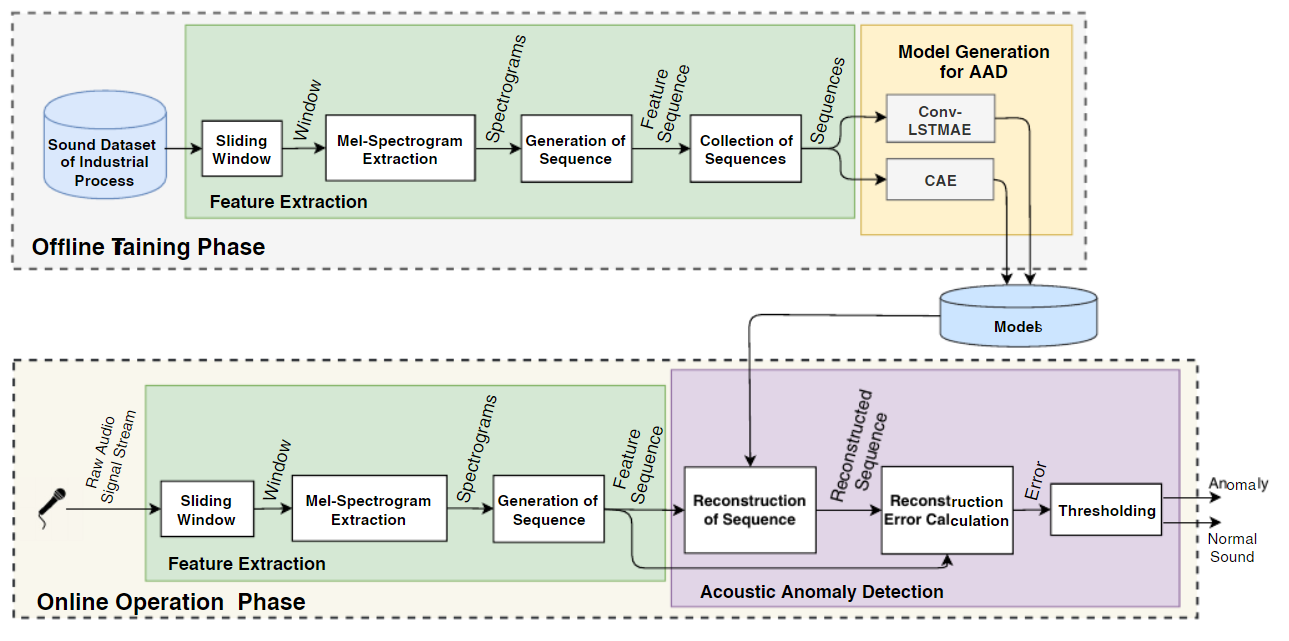 Model Generation
for AAD
Window
Spectrograms
Feature
Sequence
Sequences
Sound Dataset
of Industrial
Process
Sliding
Window
Mel-Spectrogram
Extraction
Generation of
Sequence
Collection of
Sequences
Conv-
LSTMAE
CAE
Feature Extraction
Offline Taining Phase
Models
Raw Audio
Signal Stream
Window
Spectrograms
Feature
Sequence
Reconstructed
Sequence
Error
Sliding
Window
Mel-Spectrogram
Extraction
Generation of
Sequence
Reconstruction
of Sequence
Reconstruction
Error Calculation
Thresholding
Anomaly
Normal
Sound
Feature Extraction
Acoustic Anomaly Detection
Online Operation Phase